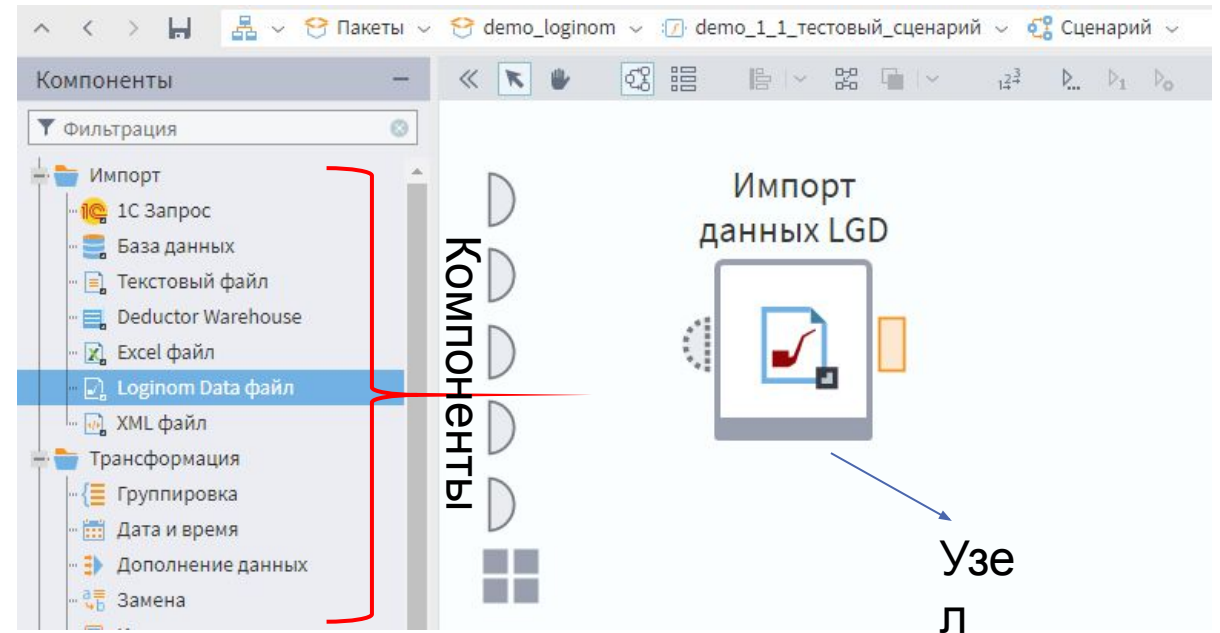 Пакеты demo_loginom demo_1_1_тестовый_сценарий Сценарий
Компоненты
Фильтрация
Импорт
1С Запрос
База данных
Текстовый файл
Deductor Warehouse
Excel файл
Loginom Data файл
XML файл
Трансформация
Группировка
Дата и время
Дополнение данных
Замена
Компоненты
Импорт
данных LGD
Узе
л